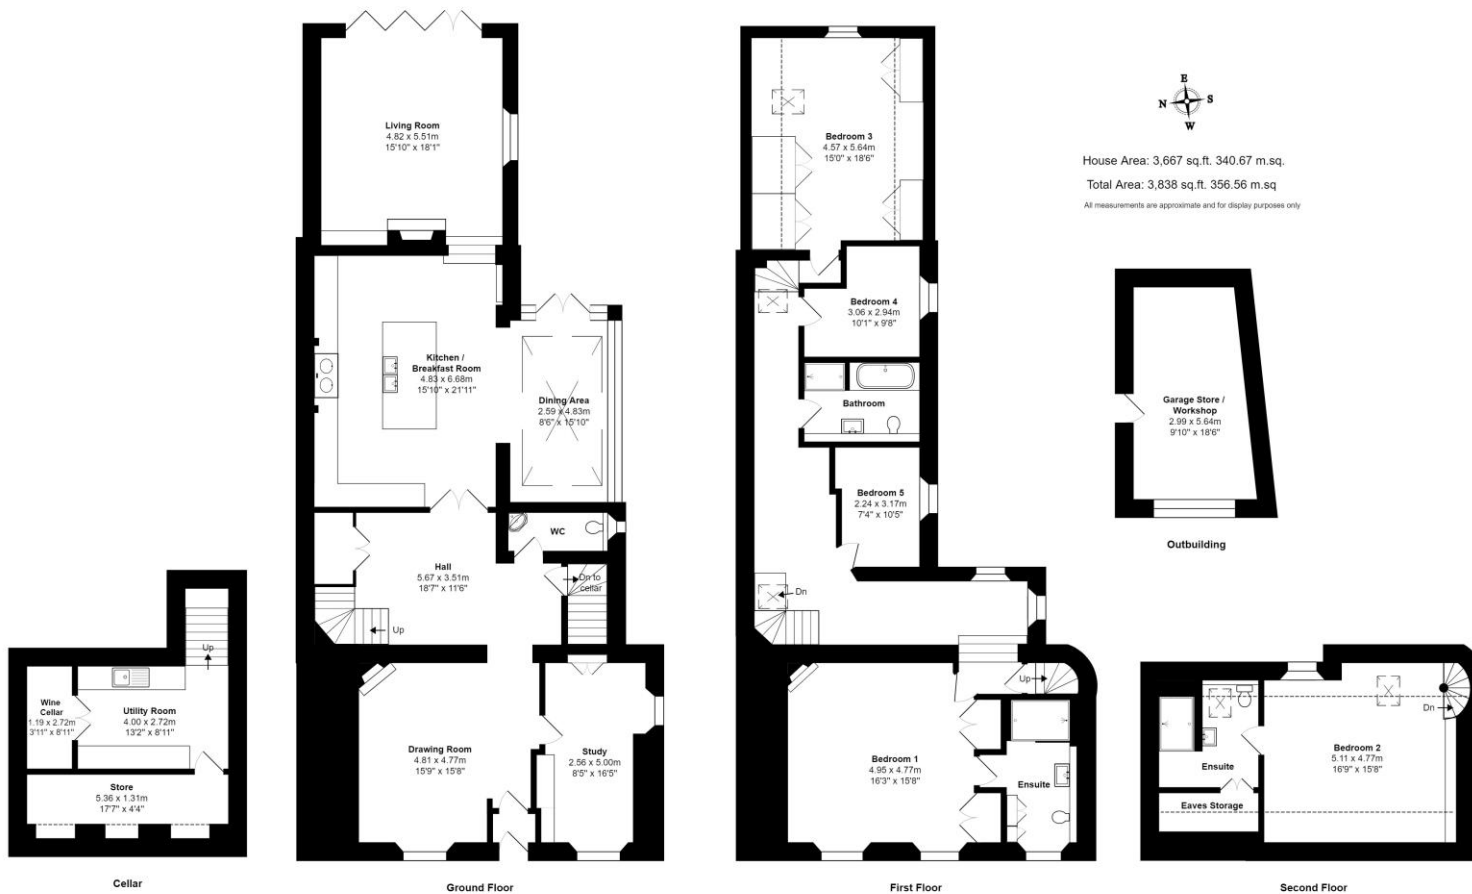 E
N
S
W
House Area: 3,667 sq.ft. 340.67 m.sq.
Total Area: 3,838 sq.ft. 356.56 m.sq
All measurements are approximate and for display purposes only
Up
Wine
Cellar
1.19 x 2.72m
3'11" x 8'11"
Utility Room
4.00 x 2.72m
13'2" x 8'11"
Store
5.36 x 1.31m
17'7" x 4'4"
Cellar
Living Room
4.82 x 5.51m
15'10" x 18'1"
Kitchen /
Breakfast Room
4.83 x 6.68m
15'10" x 21'11"
Dining Area
2.59 x 4.83m
8'6" x 15'10"
WC
Hall
5.67 x 3.51m
18'7" x 11'6"
Dn to
cellar
Up
Drawing Room
4.81 x 4.77m
15'9" x 15'8"
Study
2.56 x 5.00m
8'5" x 16'5"
Ground Floor
Bedroom 3
4.57 x 5.64m
15'0" x 18'6"
Bedroom 4
3.06 x 2.94m
10'1" x 9'8"
Bathroom
Bedroom 5
2.24 x 3.17m
7'4" x 10'5"
Dn
Up
Bedroom 1
4.95 x 4.77m
16'3" x 15'8"
Ensuite
First Floor
Garage Store /
Workshop
2.99 x 5.64m
9'10" x 18'6"
Outbuilding
Dn
Bedroom 2
5.11 x 4.77m
16'9" x 15'8"
Ensuite
Eaves Storage
Second Floor